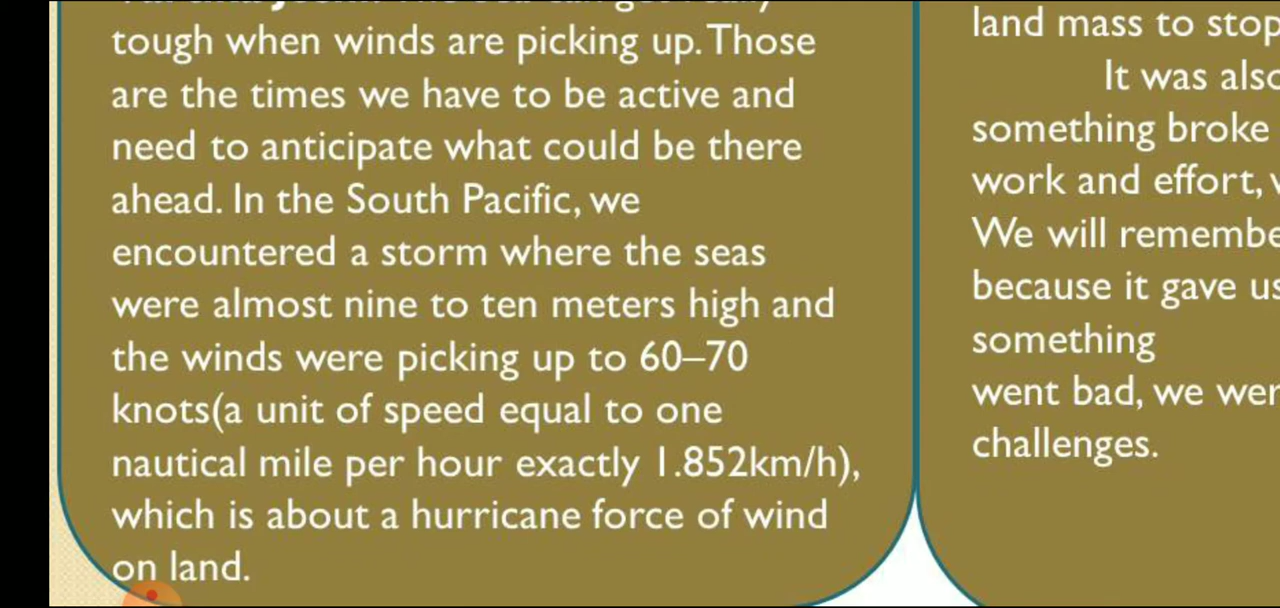 tough when winds are picking up. Those
are the times we have to be active and
need to anticipate what could be there
ahead. In the South Pacific, we
encountered a storm where the seas
were almost nine to ten meters high and
the winds were picking up to 60–70
knots(a unit of speed equal to one
nautical mile per hour exactly 1.852km/h),
which is about a hurricane force of wind
on land.
land mass to stop
It was also
something broke
work and effort,
We will
because it gave us
something
went bad, we
challenges.